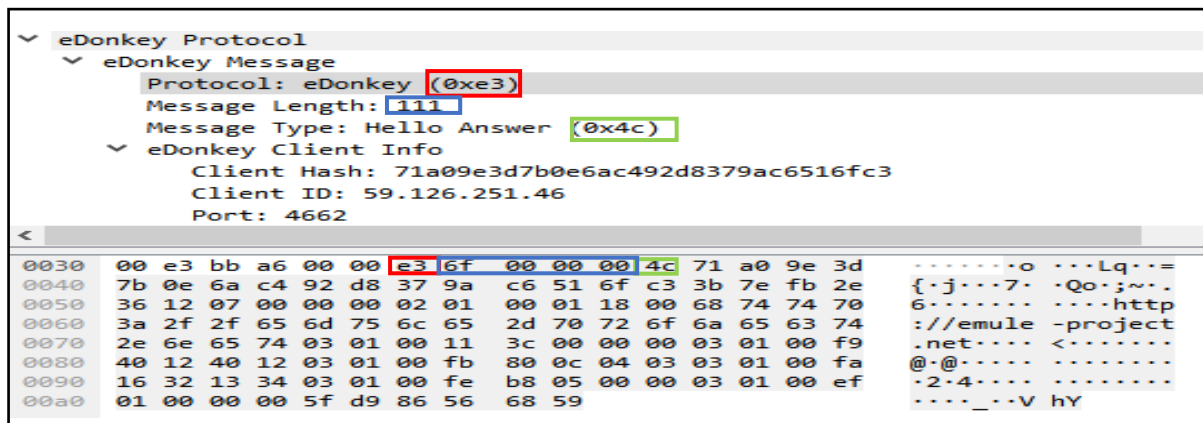 eDonkey Protocol
eDonkey Message
Protocol: eDonkey (0xe3)
Message Length: 111
Message Type: Hello Answer (0x4c)
eDonkey Client Info
Client Hash: 71a09e3d7b0e6ac492d8379ac6516fc3
Client ID: 59.126.251.46
Port: 4662
0030 00 e3 bb a6 00 00 e3 6f 00 00 00 4c 71 a0 9e 3d ·······o ···Lq··=
0040 7b 0e 6a c4 92 d8 37 9a c6 51 6f c3 3b 7e fb 2e {·j···7· ·Qo·;~·.
0050 36 12 07 00 00 00 02 01 00 01 18 00 68 74 74 70 6······· ····http
0060 3a 2f 2f 65 6d 75 6c 65 2d 70 72 6f 6a 65 63 74 ://emule -project
0070 2e 6e 65 74 03 01 00 11 3c 00 00 00 03 01 00 f9 .net···· <·······
0080 40 12 40 12 03 01 00 fb 80 0c 04 03 03 01 00 fa @·@····· ········
0090 16 32 13 34 03 01 00 fe b8 05 00 00 03 01 00 ef ·2·4···· ········
00a0 01 00 00 00 5f d9 86 56 68 59 ····_··V hY